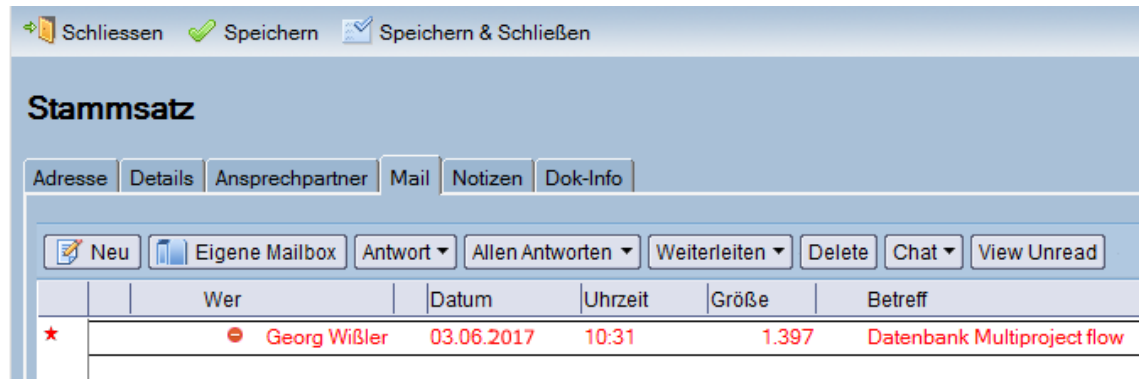 Schliessen Speichern Speichern & Schließen
Stammsatz
Adresse Details Ansprechpartner Mail Notizen Dok-Info
Neu Eigene Mailbox Antwort Allen Antworten Weiterleiten Delete Chat View Unread
Wer Datum Uhrzeit Größe Betreff
Georg Wißler 03.06.2017 10:31 1.397 Datenbank Multiproject flow